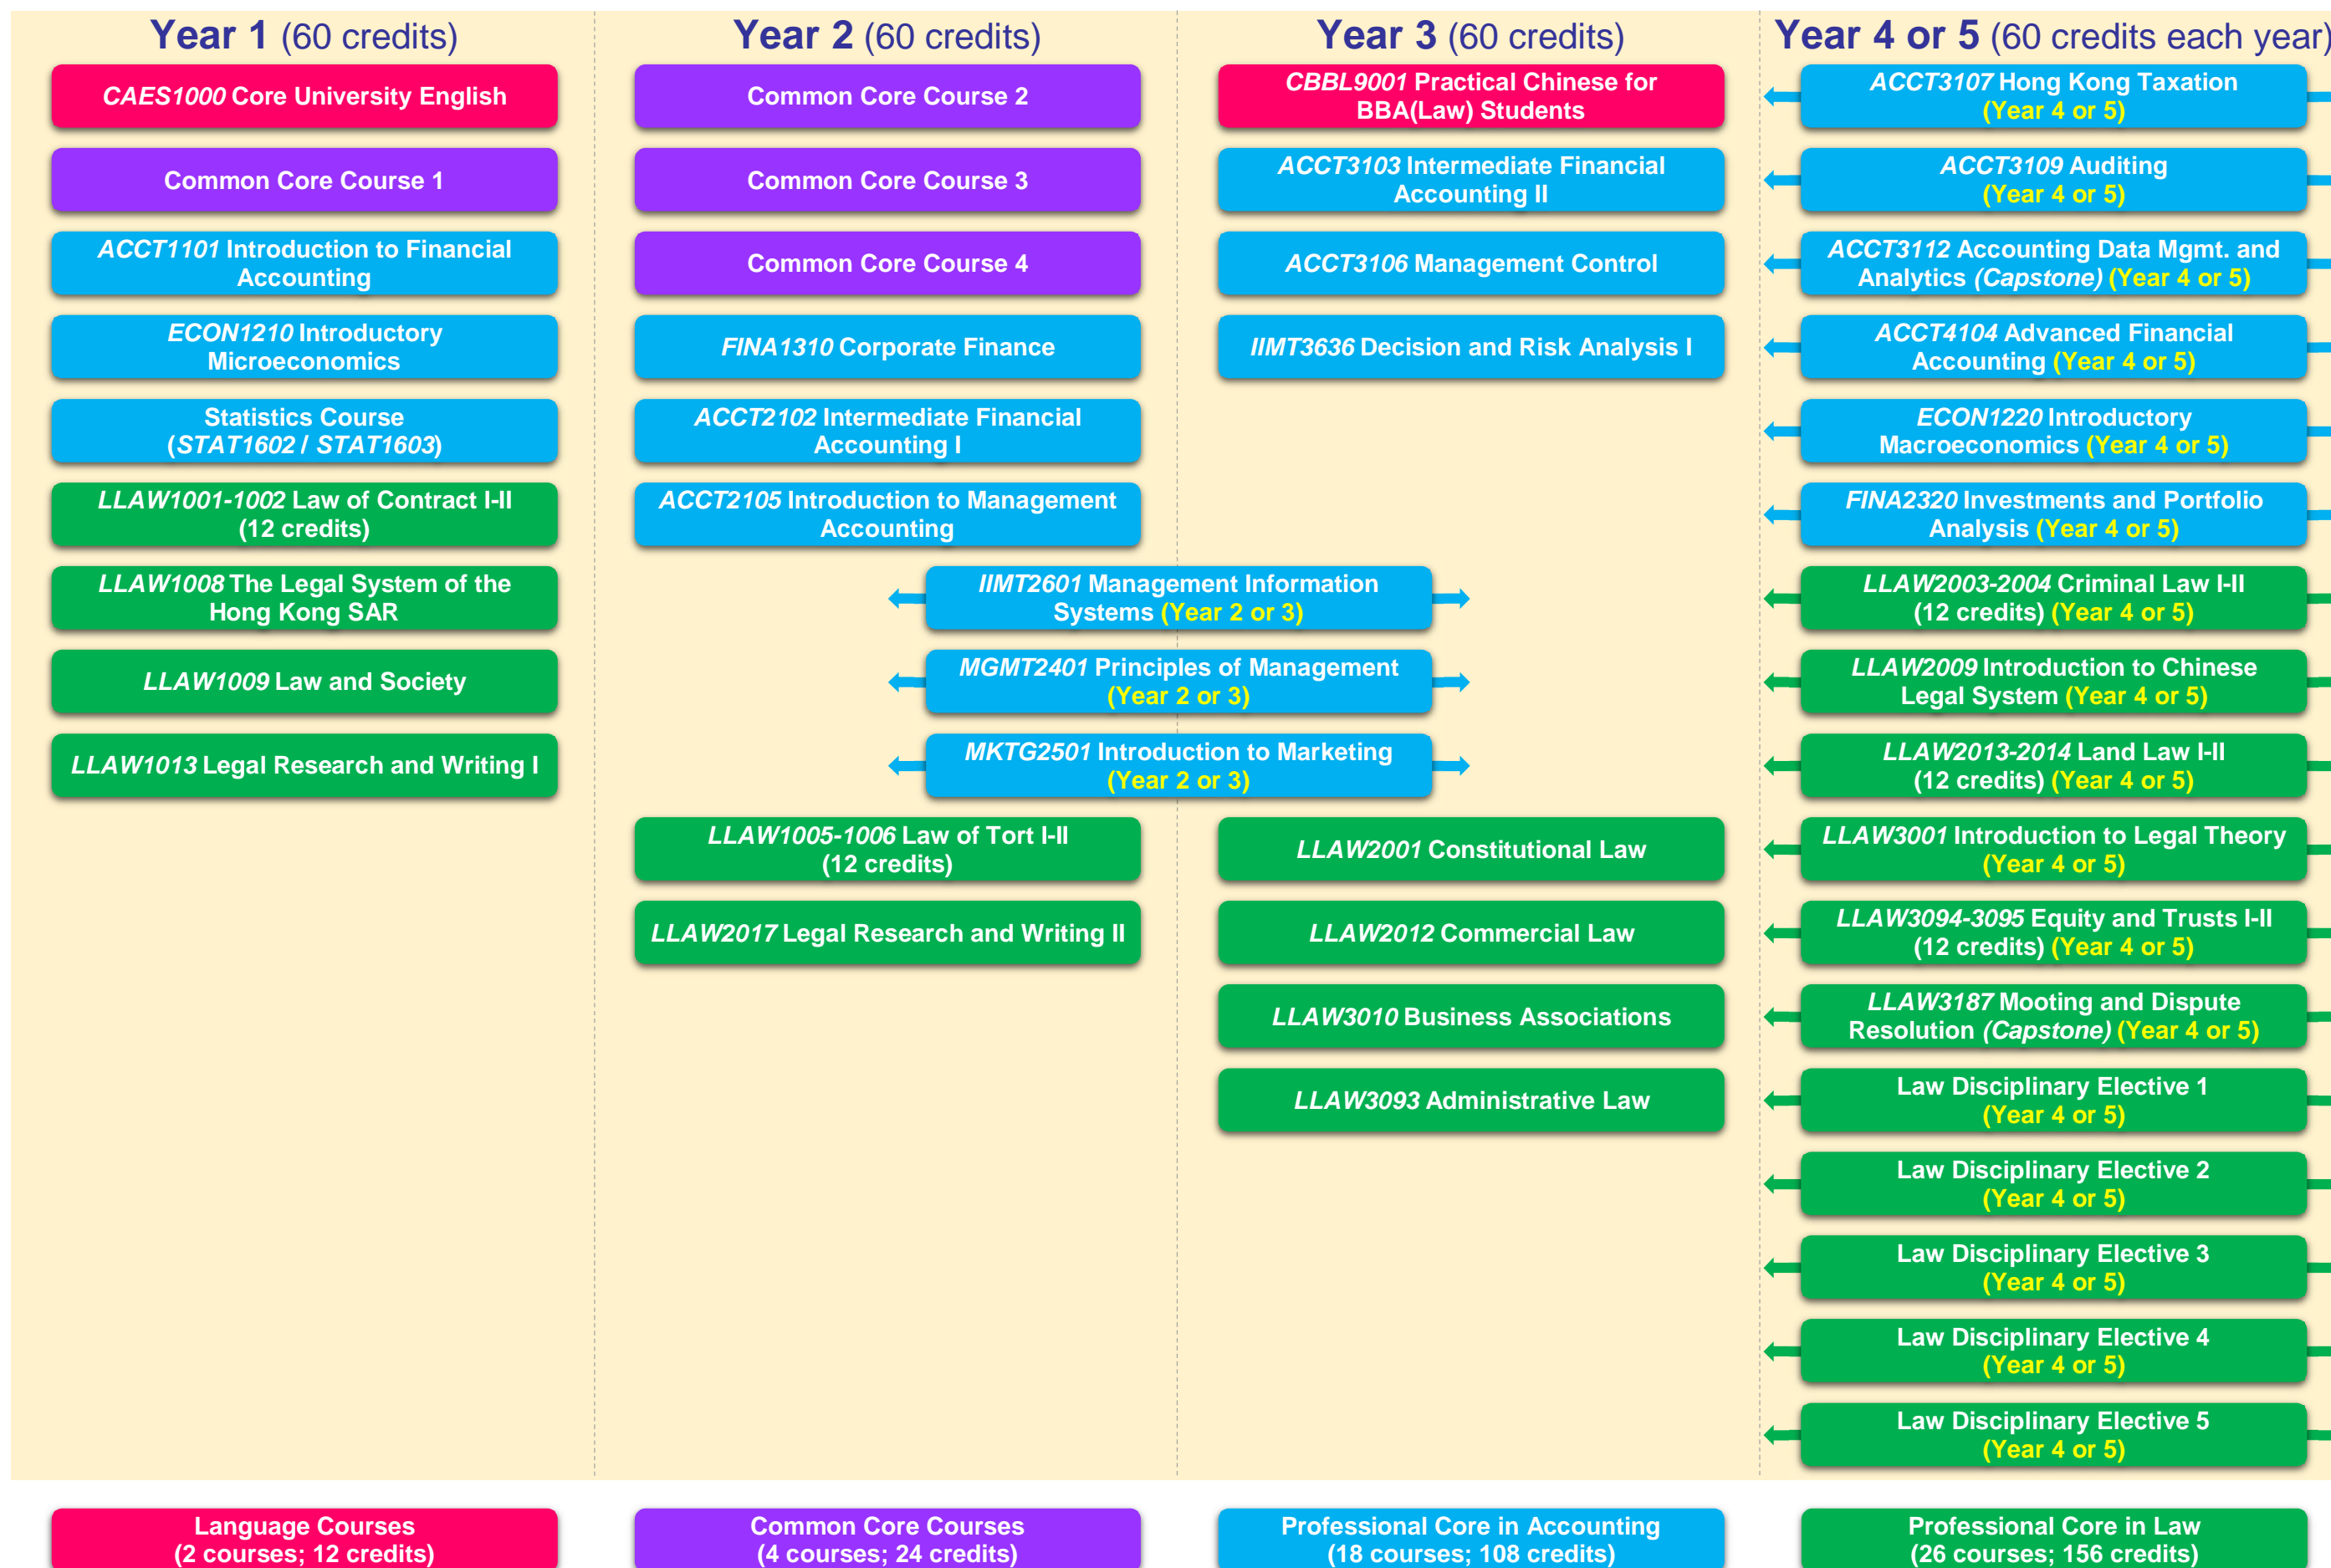 Year 1 (60 credits)
CAES1000 Core University English
Common Core Course 1
ACCT1101 Introduction to Financial
Accounting
ECON1210 Introductory
Microeconomics
Statistics Course
(STAT1602 / STAT1603)
LLAW1001-1002 Law of Contract I-II
(12 credits)
LLAW1008 The Legal System of the
Hong Kong SAR
LLAW1009 Law and Society
LLAW1013 Legal Research and Writing I
Year 2 (60 credits)
Common Core Course 2
Common Core Course 3
Common Core Course 4
FINA1310 Corporate Finance
ACCT2102 Intermediate Financial
Accounting I
ACCT2105 Introduction to Management
Accounting
IIMT2601 Management Information
Systems (Year 2 or 3)
MGMT2401 Principles of Management
(Year 2 or 3)
MKTG2501 Introduction to Marketing
(Year 2 or 3)
LLAW1005-1006 Law of Tort I-II
(12 credits)
LLAW2017 Legal Research and Writing II
Year 3 (60 credits)
CBBL9001 Practical Chinese for
BBA(Law) Students
ACCT3103 Intermediate Financial
Accounting II
ACCT3106 Management Control
IIMT3636 Decision and Risk Analysis I
LLAW2001 Constitutional Law
LLAW2012 Commercial Law
LLAW3010 Business Associations
LLAW3093 Administrative Law
Year 4 or 5 (60 credits each year)
ACCT3107 Hong Kong Taxation
(Year 4 or 5)
ACCT3109 Auditing
(Year 4 or 5)
ACCT3112 Accounting Data Mgmt. and
Analytics (Capstone) (Year 4 or 5)
ACCT4104 Advanced Financial
Accounting (Year 4 or 5)
ECON1220 Introductory
Macroeconomics (Year 4 or 5)
FINA2320 Investments and Portfolio
Analysis (Year 4 or 5)
LLAW2003-2004 Criminal Law I-II
(12 credits) (Year 4 or 5)
LLAW2009 Introduction to Chinese
Legal System (Year 4 or 5)
LLAW2013-2014 Land Law I-II
(12 credits) (Year 4 or 5)
LLAW3001 Introduction to Legal Theory
(Year 4 or 5)
LLAW3094-3095 Equity and Trusts I-II
(12 credits) (Year 4 or 5)
LLAW3187 Mooting and Dispute
Resolution (Capstone) (Year 4 or 5)
Law Disciplinary Elective 1
(Year 4 or 5)
Law Disciplinary Elective 2
(Year 4 or 5)
Law Disciplinary Elective 3
(Year 4 or 5)
Law Disciplinary Elective 4
(Year 4 or 5)
Law Disciplinary Elective 5
(Year 4 or 5)
Language Courses
(2 courses; 12 credits)
Common Core Courses
(4 courses; 24 credits)
Professional Core in Accounting
(18 courses; 108 credits)
Professional Core in Law
(26 courses; 156 credits)